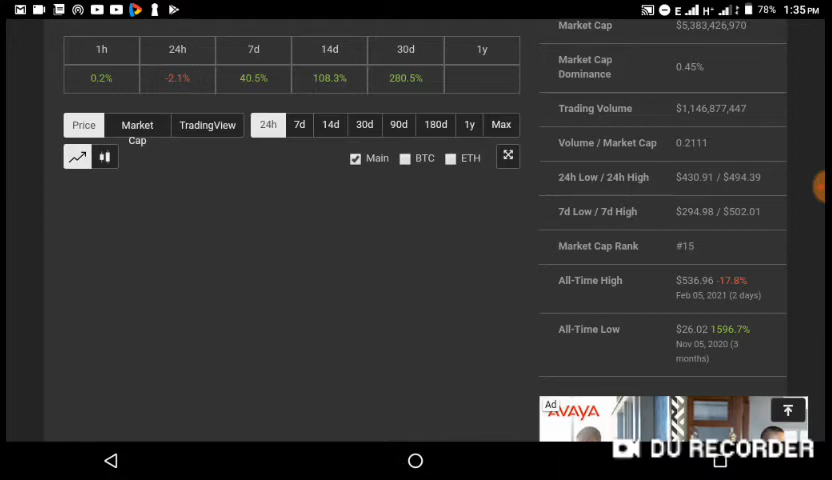 78% 1:35 PM
Market Cap $5,383,426,970
1h 24h 7d 14d 30d 1y
0.2% -2.1% 40.5% 108.3% 280.5%
Market Cap Dominance 0.45%
Trading Volume $1,146,877,447
Price Market Cap TradingView 24h 7d 14d 30d 90d 180d 1y Max
Main BTC ETH
Volume / Market Cap 0.2111
24h Low / 24h High $430.91 / $494.39
7d Low / 7d High $294.98 / $502.01
Market Cap Rank #15
All-Time High $536.96 -17.8%
Feb 05, 2021 (2 days)
All-Time Low $26.02 1596.7%
Nov 05, 2020 (3
months)
Ad
AVAYA
DU RECORDER